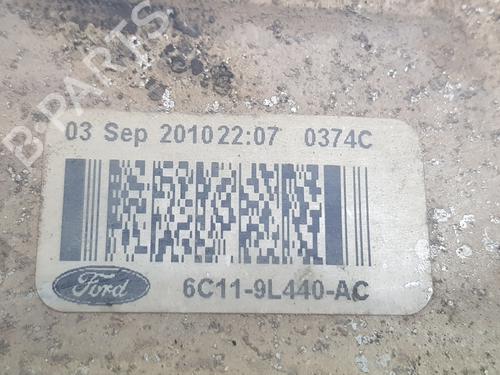 B-PARTS
03 Sep 2010 22:07 0374C
Ford
6C11-9L440-AC